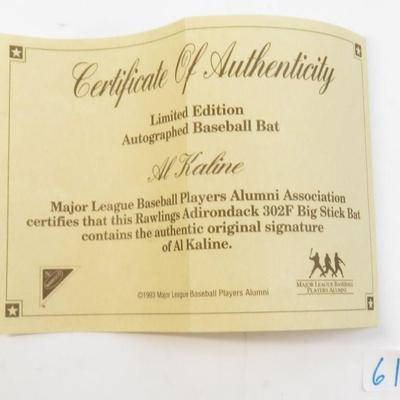 Certificate Of Authenticity
Limited Edition
Autographed Baseball Bat
Al Kaline
Major League Baseball Players Alumni Association
certifies that this Rawlings Adirondack 302F Big Stick Bat
contains the authentic original signature
of Al Kaline.
©1993 Major League Baseball Players Alumni
MAJOR LEAGUE BASEBALL
PLAYERS ALUMNI
61